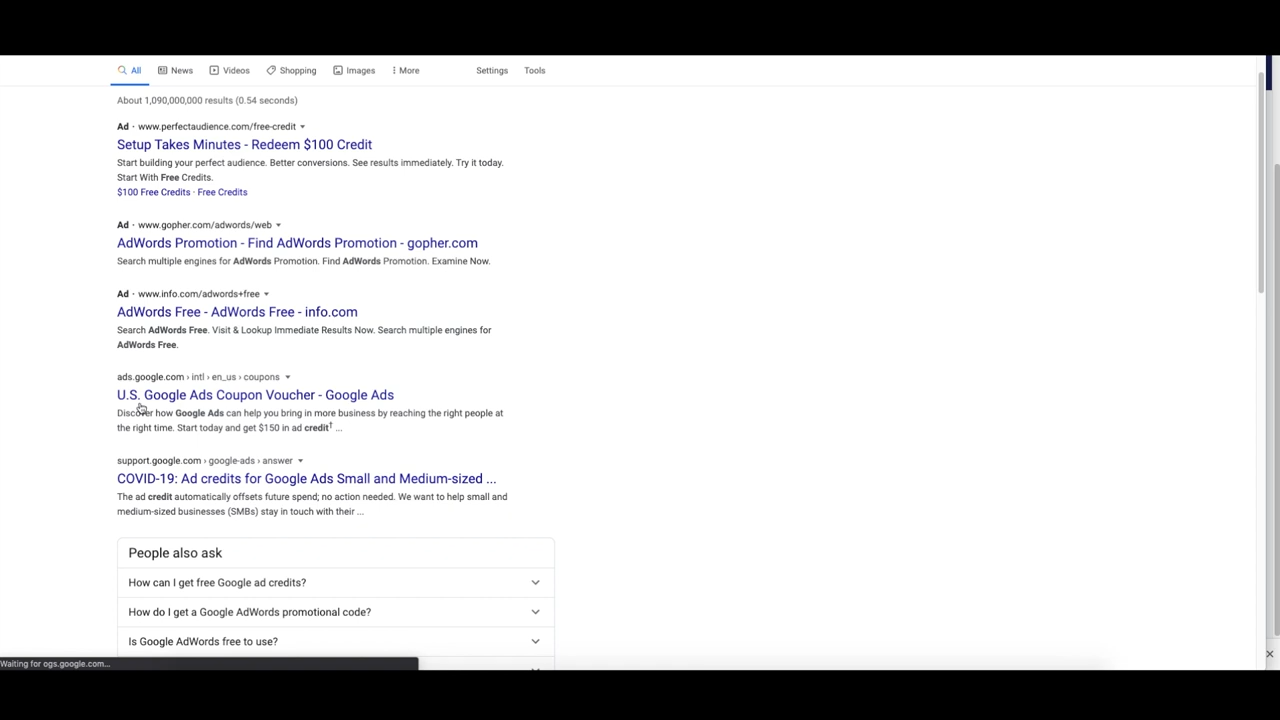 All News Videos Shopping Images More Settings Tools
About 1,090,000,000 results (0.54 seconds)
Ad · www.perfectaudience.com/free-credit
Setup Takes Minutes - Redeem $100 Credit
Start building your perfect audience. Better conversions. See results immediately. Try it today.
Start With Free Credits.
$100 Free Credits · Free Credits
Ad · www.gopher.com/adwords/web
AdWords Promotion - Find AdWords Promotion - gopher.com
Search multiple engines for AdWords Promotion. Find AdWords Promotion. Examine Now.
Ad · www.info.com/adwords+free
AdWords Free - AdWords Free - info.com
Search AdWords Free. Visit & Lookup Immediate Results Now. Search multiple engines for
AdWords Free.
ads.google.com › intl › en_us › coupons
U.S. Google Ads Coupon Voucher - Google Ads
Discover how Google Ads can help you bring in more business by reaching the right people at
the right time. Start today and get $150 in ad credit† ...
support.google.com › google-ads › answer
COVID-19: Ad credits for Google Ads Small and Medium-sized ...
The ad credit automatically offsets future spend; no action needed. We want to help small and
medium-sized businesses (SMBs) stay in touch with their ...
People also ask
How can I get free Google ad credits?
How do I get a Google AdWords promotional code?
Is Google AdWords free to use?
Waiting for ogs.google.com...